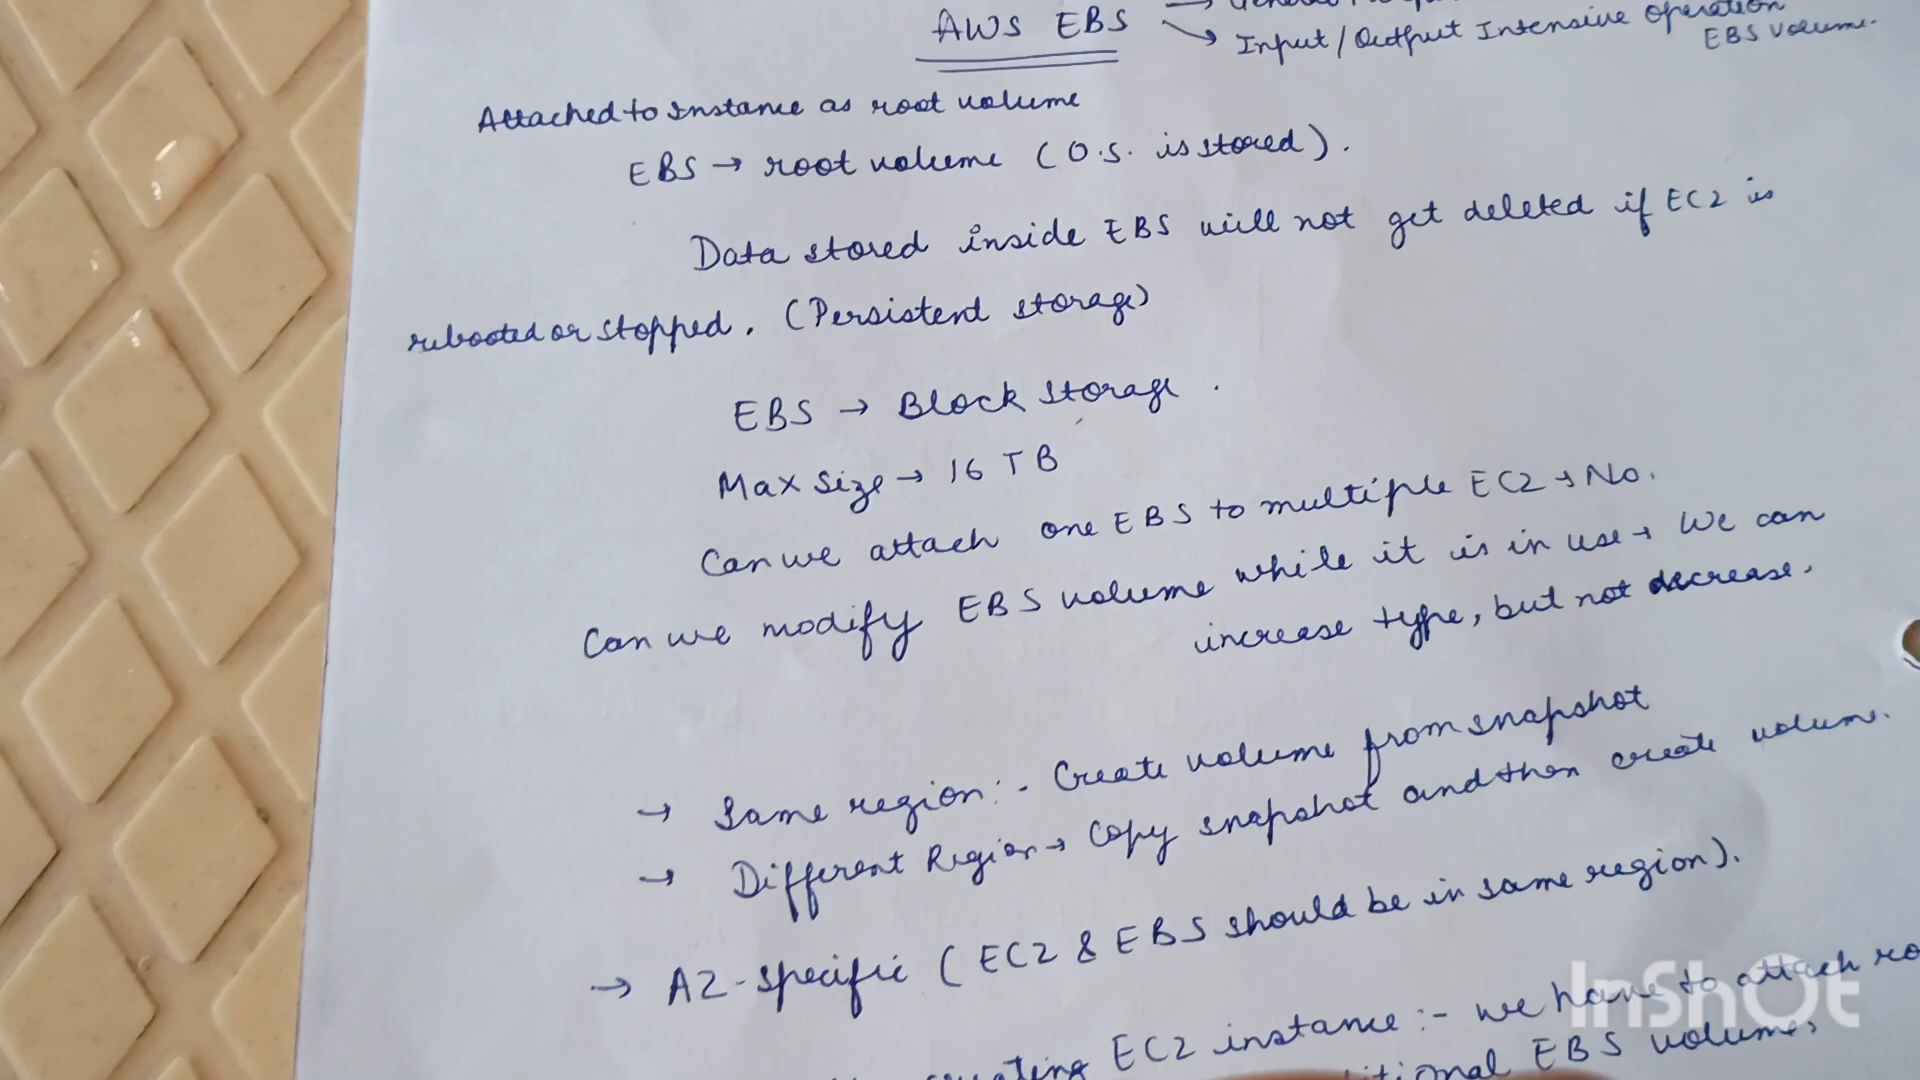 AWS EBS →
→ Input/Output Intensive operation
EBS volume.
Attached to Instance as root volume
EBS → root volume (O.S. is stored).
Data stored inside EBS will not get deleted if EC2 is
rebooted or stopped. (Persistent storage)
EBS → Block Storage.
Max Size → 16 TB
Can we attach one EBS to multiple EC2 → No.
Can we modify EBS volume while it is in use → We can
increase type, but not decrease.
→ Same region:- Create volume from snapshot
→ Different Region → Copy snapshot and then create volume.
→ AZ-specific (EC2 & EBS should be in same region).
EC2 instance:- we have to attach
EBS volumes
InShot